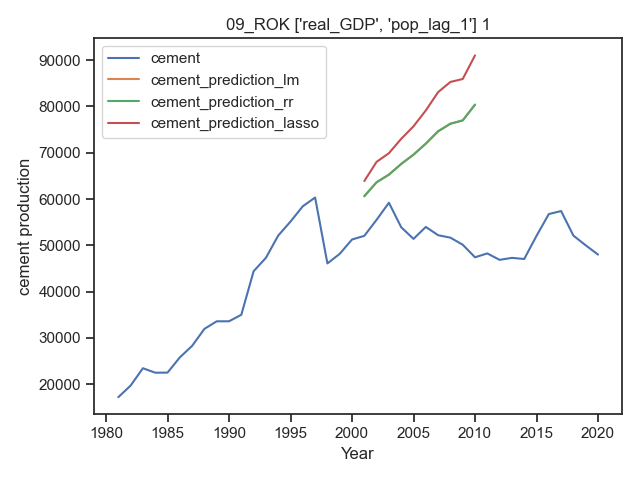 09_ROK ['real_GDP', 'pop_lag_1'] 1
cement
cement_prediction_lm
cement_prediction_rr
cement_prediction_lasso
90000
80000
70000
60000
50000
40000
30000
20000
cement production
1980 1985 1990 1995 2000 2005 2010 2015 2020
Year